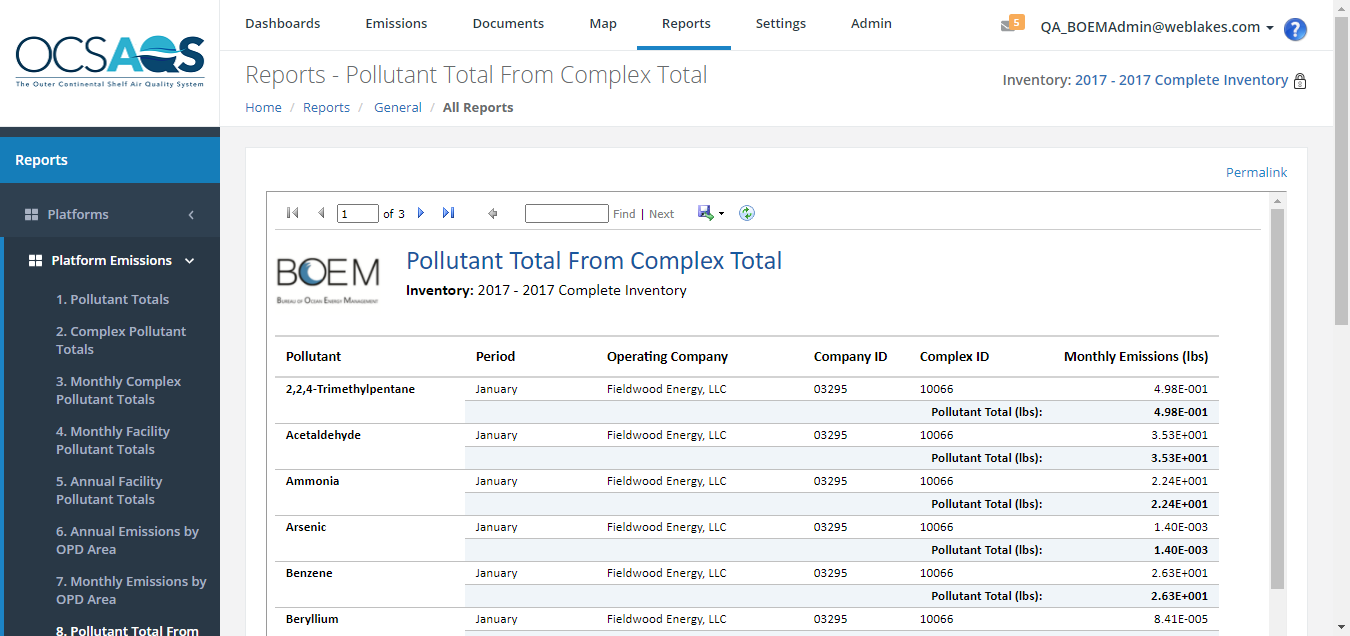 OCSAQS
The Outer Continental Shelf Air Quality System
Dashboards Emissions Documents Map Reports Settings Admin
5 QA_BOEMAdmin@weblakes.com ?
Reports - Pollutant Total From Complex Total
Inventory: 2017 - 2017 Complete Inventory
Home / Reports / General / All Reports
Reports
Platforms
Platform Emissions
1. Pollutant Totals
2. Complex Pollutant
Totals
3. Monthly Complex
Pollutant Totals
4. Monthly Facility
Pollutant Totals
5. Annual Facility
Pollutant Totals
6. Annual Emissions by
OPD Area
7. Monthly Emissions by
OPD Area
8. Pollutant Total From
Permalink
1 of 3 Find | Next
BOEM
Bureau of Ocean Energy Management
Pollutant Total From Complex Total
Inventory: 2017 - 2017 Complete Inventory
Pollutant Period Operating Company Company ID Complex ID Monthly Emissions (lbs)
2,2,4-Trimethylpentane January Fieldwood Energy, LLC 03295 10066 4.98E-001
Pollutant Total (lbs): 4.98E-001
Acetaldehyde January Fieldwood Energy, LLC 03295 10066 3.53E+001
Pollutant Total (lbs): 3.53E+001
Ammonia January Fieldwood Energy, LLC 03295 10066 2.24E+001
Pollutant Total (lbs): 2.24E+001
Arsenic January Fieldwood Energy, LLC 03295 10066 1.40E-003
Pollutant Total (lbs): 1.40E-003
Benzene January Fieldwood Energy, LLC 03295 10066 2.63E+001
Pollutant Total (lbs): 2.63E+001
Beryllium January Fieldwood Energy, LLC 03295 10066 8.41E-005